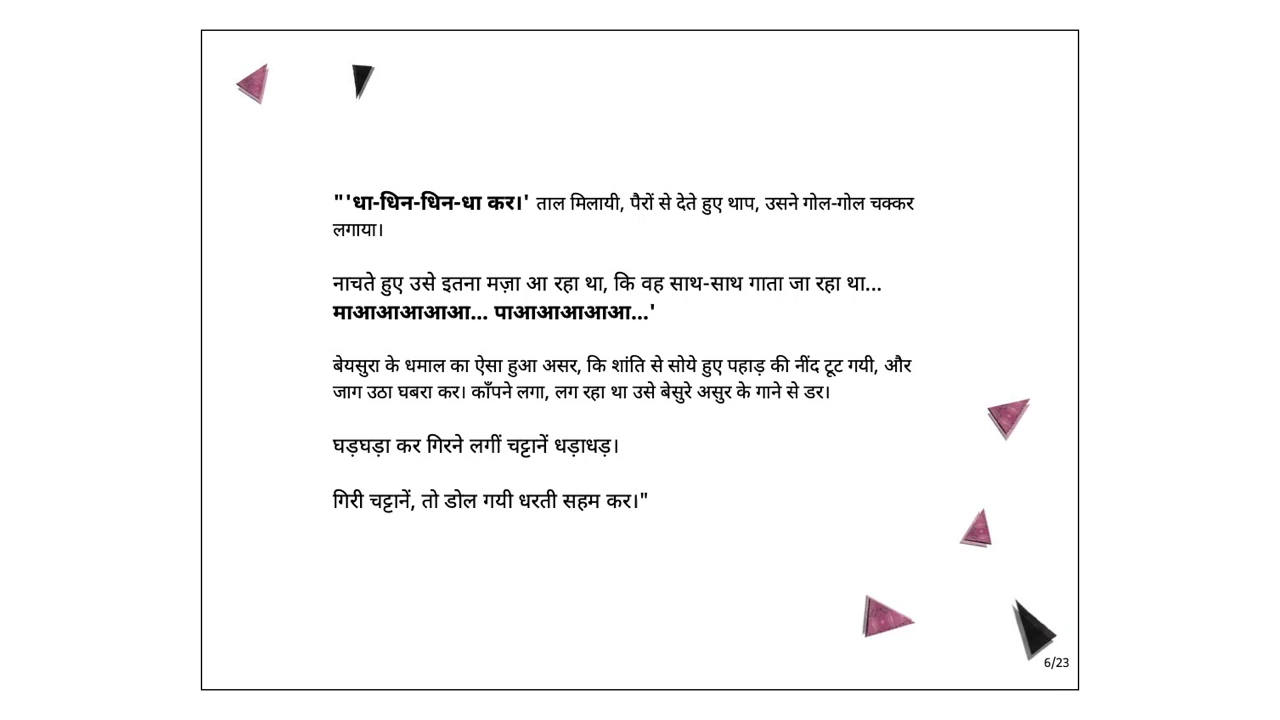 "'धा-धिन-धिन-धा कर।' ताल मिलायी, पैरों से देते हुए थाप, उसने गोल-गोल चक्कर
लगाया।
नाचते हुए उसे इतना मज़ा आ रहा था, कि वह साथ-साथ गाता जा रहा था...
माआआआआआआ... पाआआआआआआ...'
बेयसुरा के धमाल का ऐसा हुआ असर, कि शांति से सोये हुए पहाड़ की नींद टूट गयी, और
जाग उठा घबरा कर। काँपने लगा, लग रहा था उसे बेसुरे असुर के गाने से डर।
घड़घड़ा कर गिरने लगीं चट्टानें धड़ाधड़।
गिरी चट्टानें, तो डोल गयी धरती सहम कर।"
6/23